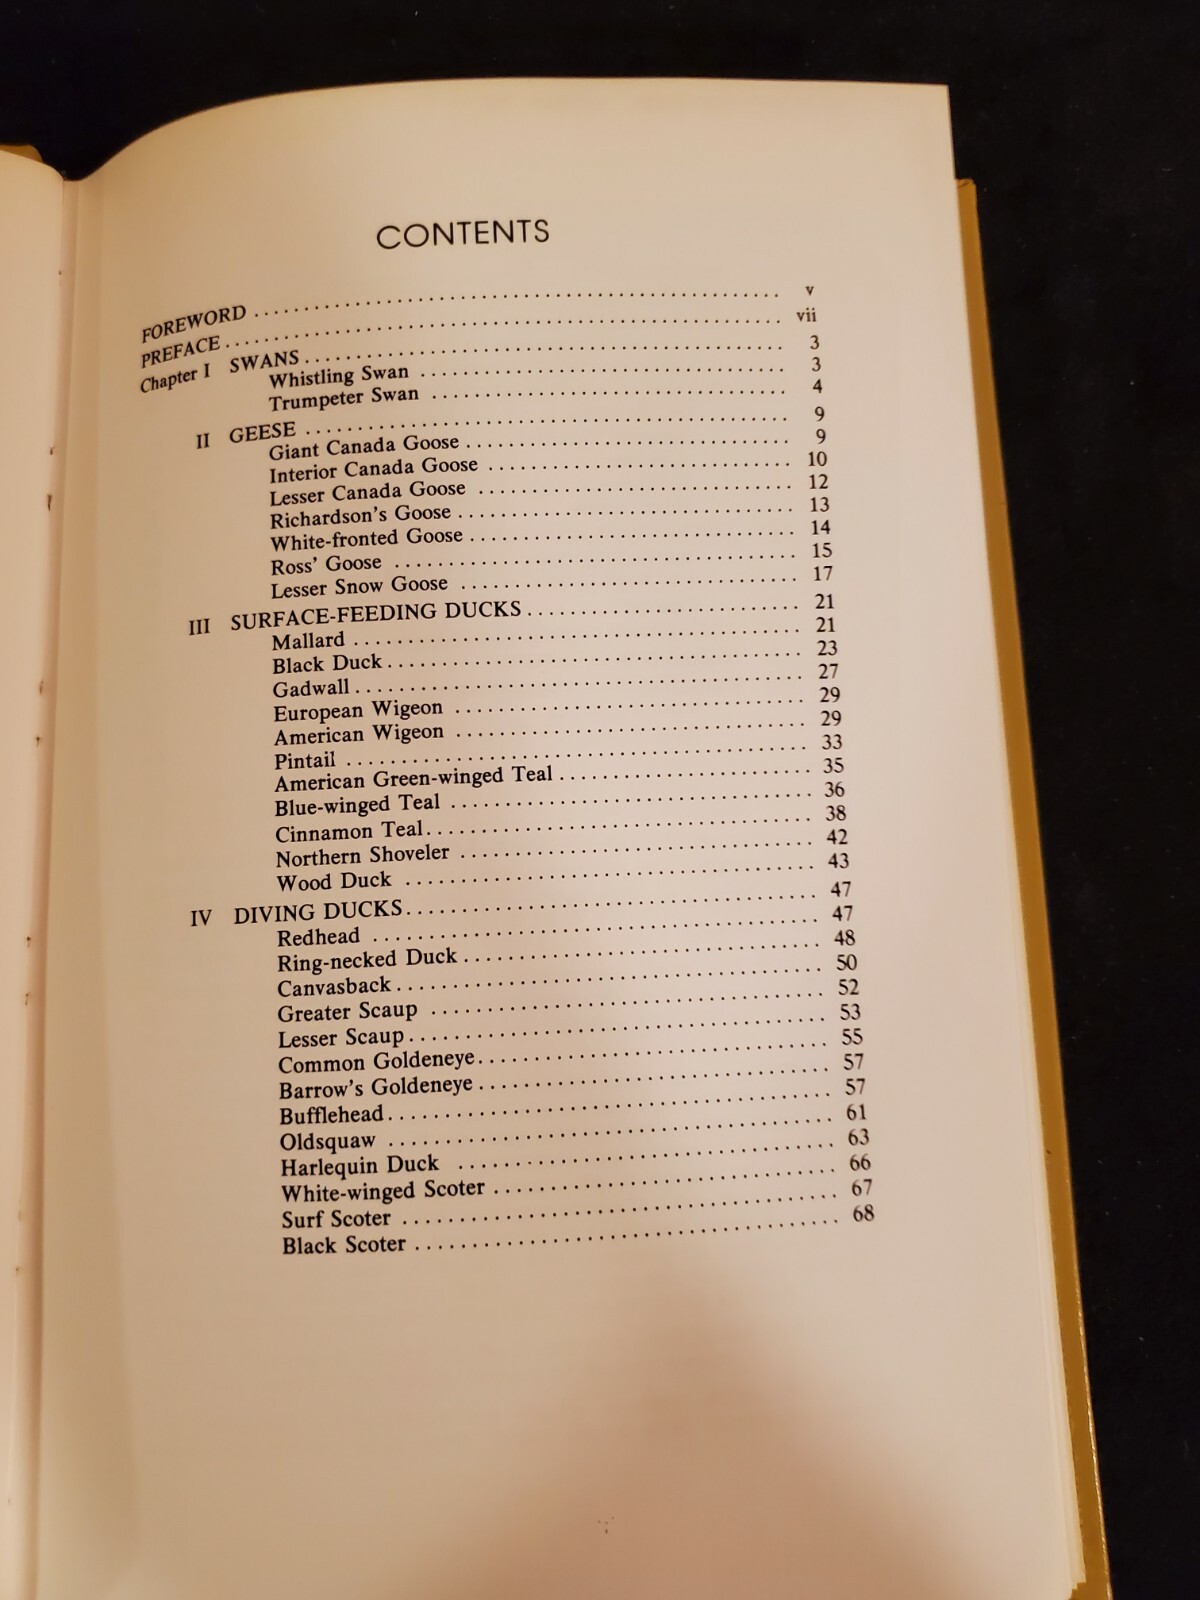 CONTENTS
FOREWORD ........ v
PREFACE ........ vii
Chapter I SWANS ........ 3
Whistling Swan ........ 3
Trumpeter Swan ........ 4
II GEESE ........ 9
Giant Canada Goose ........ 9
Interior Canada Goose ........ 10
Lesser Canada Goose ........ 12
Richardson's Goose ........ 13
White-fronted Goose ........ 14
Ross' Goose ........ 15
Lesser Snow Goose ........ 17
III SURFACE-FEEDING DUCKS ........ 21
Mallard ........ 21
Black Duck ........ 23
Gadwall ........ 27
European Wigeon ........ 29
American Wigeon ........ 29
Pintail ........ 33
American Green-winged Teal ........ 35
Blue-winged Teal ........ 36
Cinnamon Teal ........ 38
Northern Shoveler ........ 42
Wood Duck ........ 43
IV DIVING DUCKS ........ 47
Redhead ........ 47
Ring-necked Duck ........ 48
Canvasback ........ 50
Greater Scaup ........ 52
Lesser Scaup ........ 53
Common Goldeneye ........ 55
Barrow's Goldeneye ........ 57
Bufflehead ........ 57
Oldsquaw ........ 61
Harlequin Duck ........ 63
White-winged Scoter ........ 66
Surf Scoter ........ 67
Black Scoter ........ 68